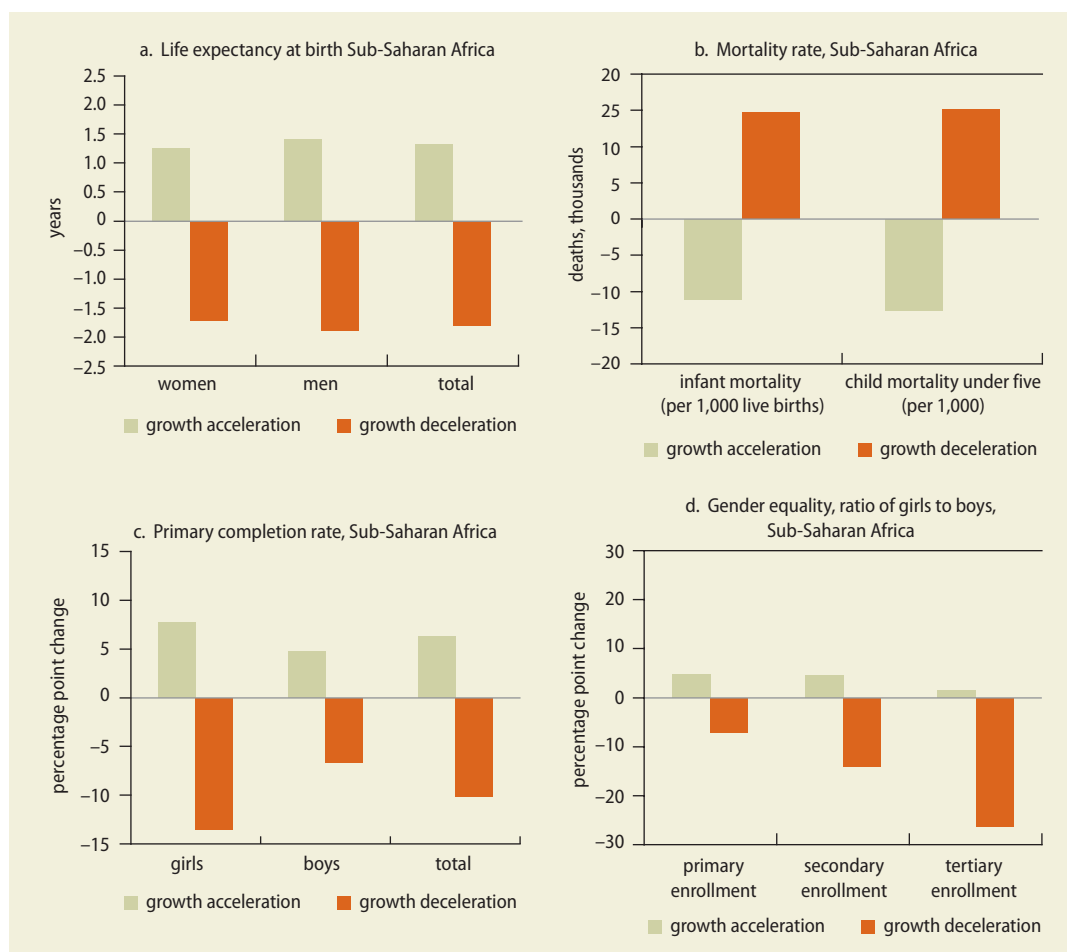 a. Life expectancy at birth Sub-Saharan Africa
2.5
2.0
1.5
1.0
0.5
0
–0.5
–1.0
–1.5
–2.0
–2.5
years
women men total
growth acceleration growth deceleration
b. Mortality rate, Sub-Saharan Africa
20
25
10
5
0
–5
–10
–15
–20
deaths, thousands
infant mortality
(per 1,000 live births)
child mortality under five
(per 1,000)
growth acceleration growth deceleration
c. Primary completion rate, Sub-Saharan Africa
15
10
5
0
–5
–10
–15
percentage point change
girls boys total
growth acceleration growth deceleration
d. Gender equality, ratio of girls to boys,
Sub-Saharan Africa
30
20
10
0
–10
–20
–30
percentage point change
primary
enrollment
secondary
enrollment
tertiary
enrollment
growth acceleration growth deceleration